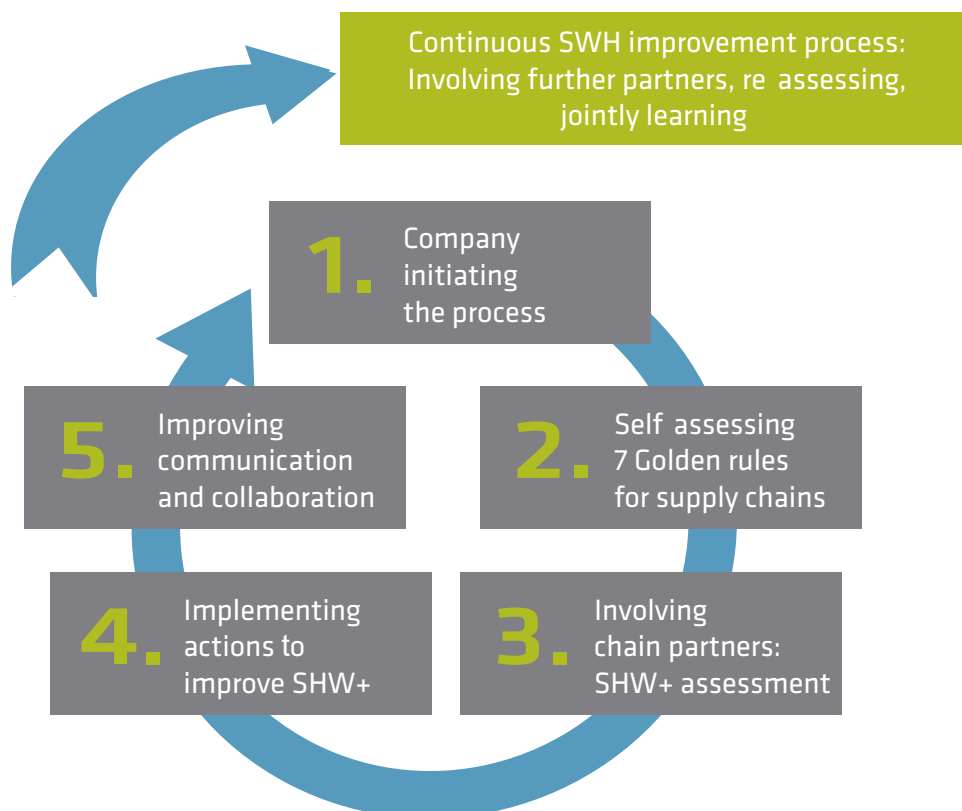 Continuous SWH improvement process:
Involving further partners, re assessing,
jointly learning
1.
Company
initiating
the process
2.
Self assessing
7 Golden rules
for supply chains
3.
Involving
chain partners:
SHW+ assessment
4.
Implementing
actions to
improve SHW+
5.
Improving
communication
and collaboration